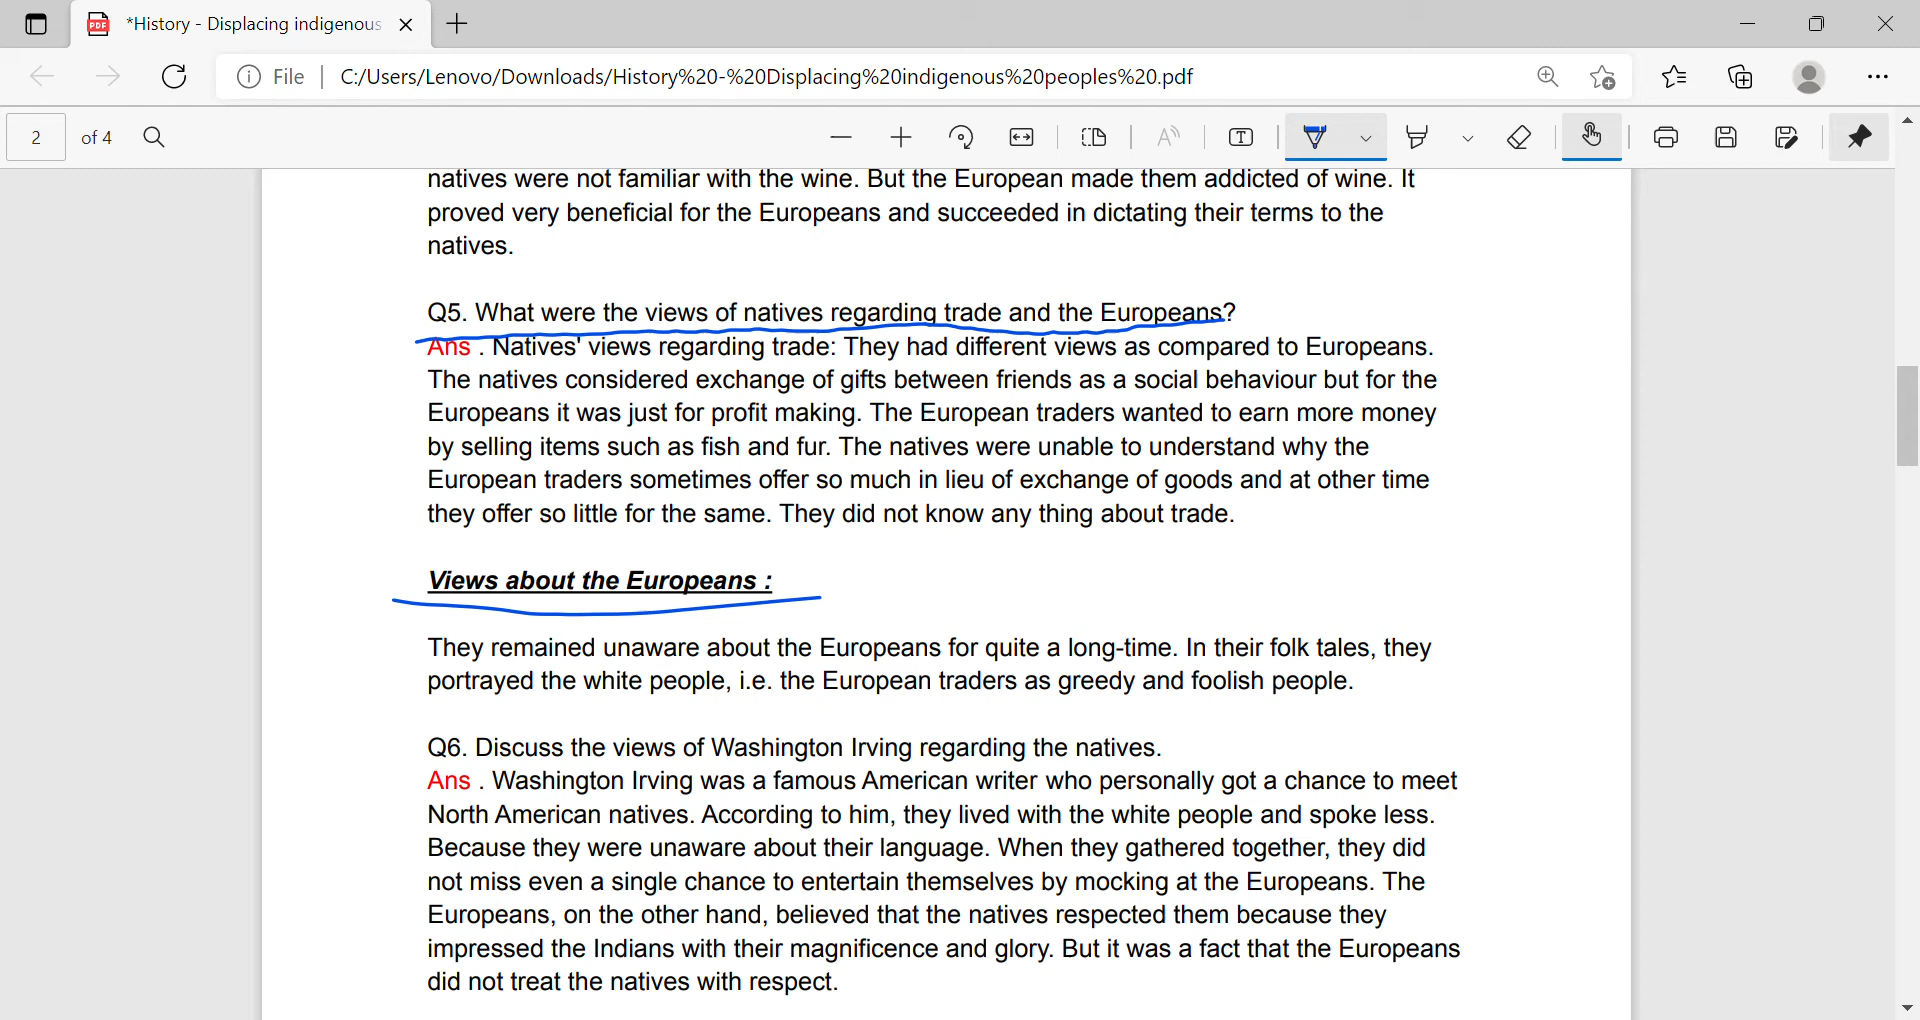 *History - Displacing indigenous
File
C:/Users/Lenovo/Downloads/History%20-%20Displacing%20indigenous%20peoples%20.pdf
2 of 4
natives were not familiar with the wine. But the European made them addicted of wine. It
proved very beneficial for the Europeans and succeeded in dictating their terms to the
natives.
Q5. What were the views of natives regarding trade and the Europeans?
Ans . Natives' views regarding trade: They had different views as compared to Europeans.
The natives considered exchange of gifts between friends as a social behaviour but for the
Europeans it was just for profit making. The European traders wanted to earn more money
by selling items such as fish and fur. The natives were unable to understand why the
European traders sometimes offer so much in lieu of exchange of goods and at other time
they offer so little for the same. They did not know any thing about trade.
Views about the Europeans :
They remained unaware about the Europeans for quite a long-time. In their folk tales, they
portrayed the white people, i.e. the European traders as greedy and foolish people.
Q6. Discuss the views of Washington Irving regarding the natives.
Ans . Washington Irving was a famous American writer who personally got a chance to meet
North American natives. According to him, they lived with the white people and spoke less.
Because they were unaware about their language. When they gathered together, they did
not miss even a single chance to entertain themselves by mocking at the Europeans. The
Europeans, on the other hand, believed that the natives respected them because they
impressed the Indians with their magnificence and glory. But it was a fact that the Europeans
did not treat the natives with respect.